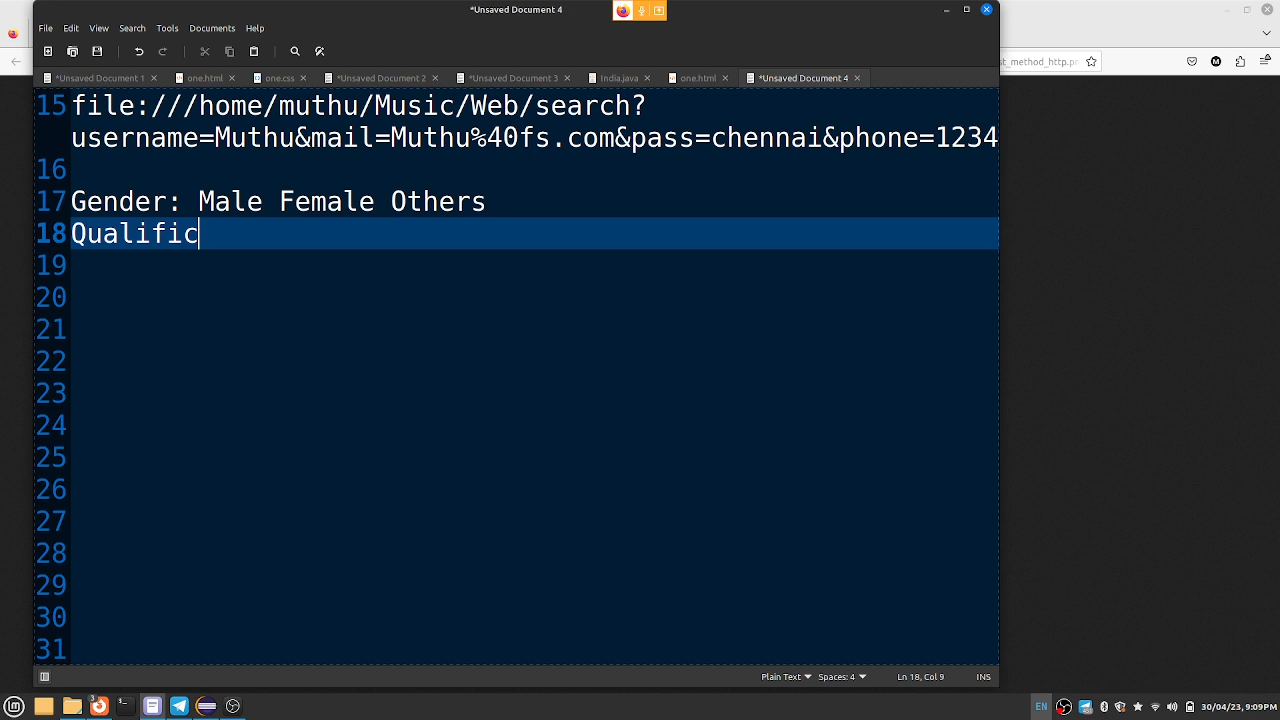 *Unsaved Document 4
File Edit View Search Tools Documents Help
*Unsaved Document 1 one.html one.css *Unsaved Document 2 *Unsaved Document 3 India.java one.html *Unsaved Document 4
st_method_http.p
15 file:///home/muthu/Music/Web/search?
username=Muthu&mail=Muthu%40fs.com&pass=chennai&phone=1234
16
17 Gender: Male Female Others
18 Qualific
19
20
21
22
23
24
25
26
27
28
29
30
31
Plain Text Spaces: 4 Ln 18, Col 9 INS
3 EN 30/04/23, 9:09PM